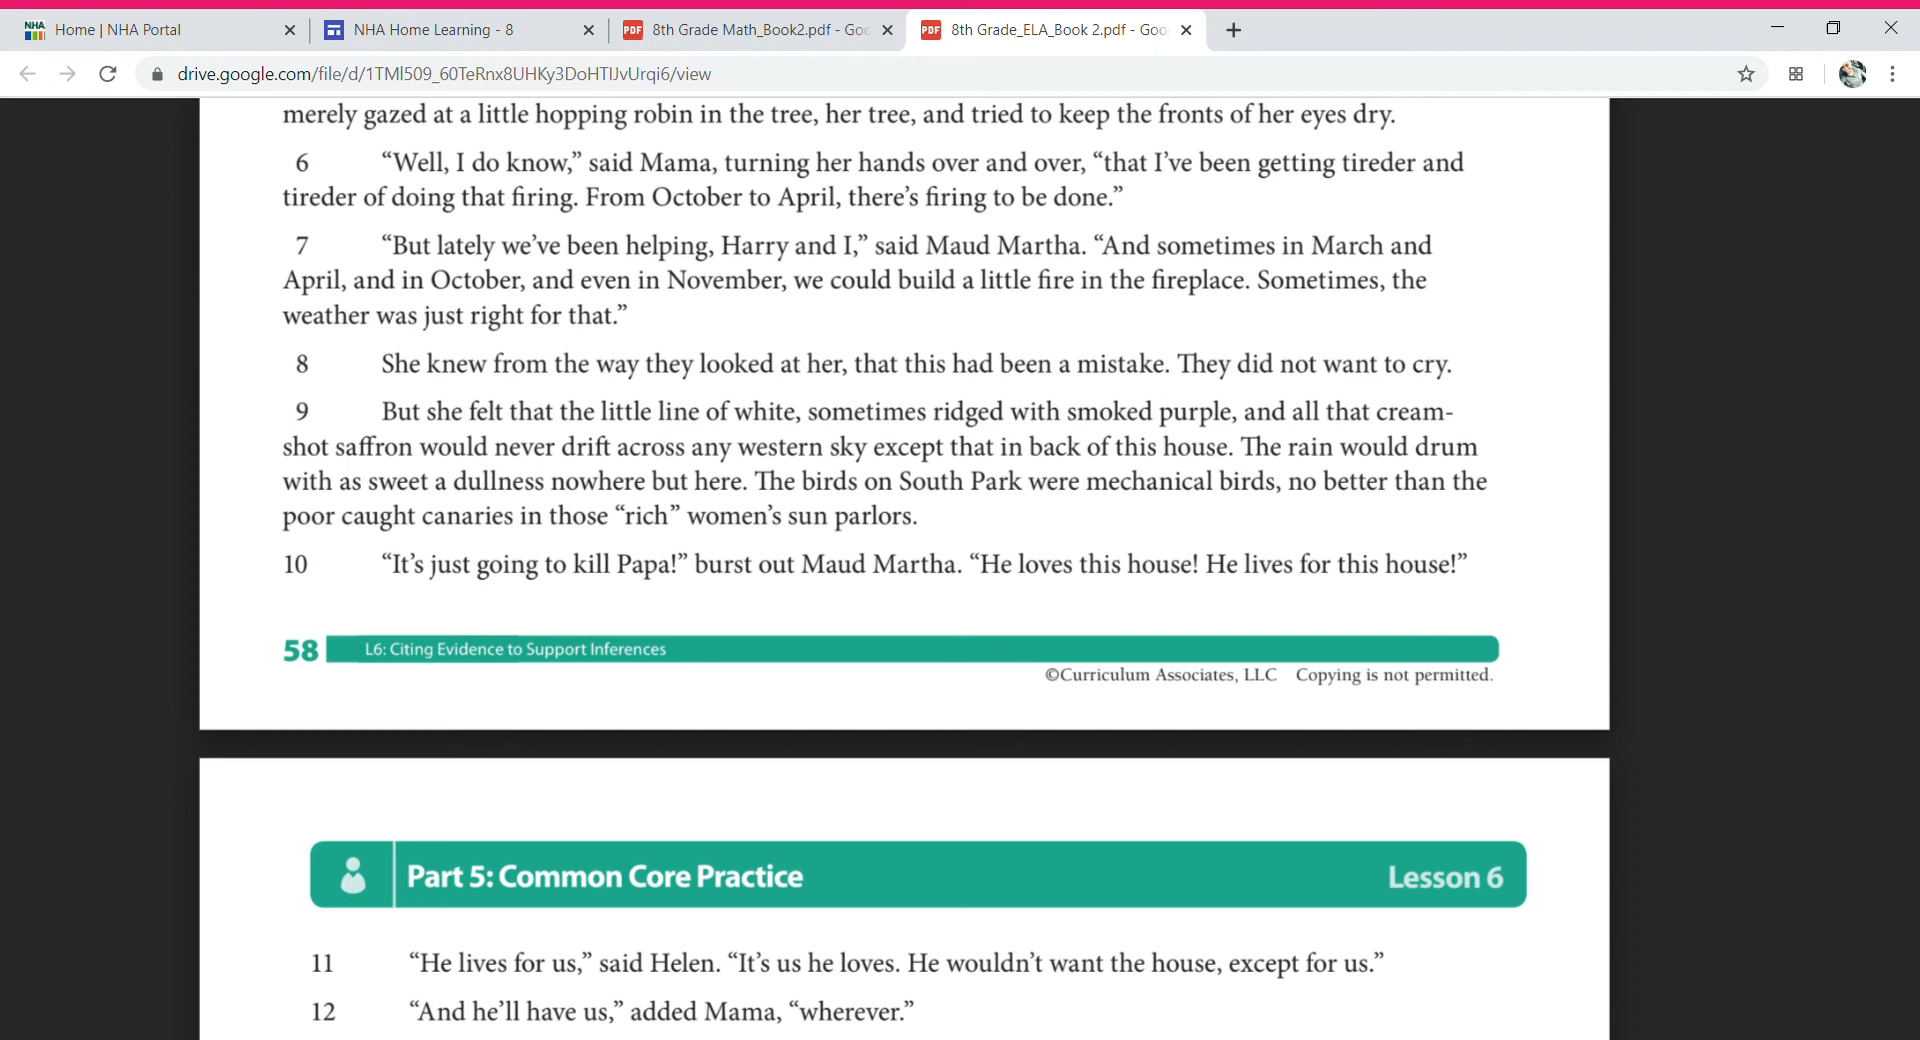 Home | NHA Portal
NHA Home Learning - 8
8th Grade Math_Book2.pdf - Goo
8th Grade_ELA_Book 2.pdf - Goo
drive.google.com/file/d/1TMl509_60TeRnx8UHKy3DoHTlJvUrqi6/view
merely gazed at a little hopping robin in the tree, her tree, and tried to keep the fronts of her eyes dry.
6 “Well, I do know,” said Mama, turning her hands over and over, “that I’ve been getting tireder and
tireder of doing that firing. From October to April, there’s firing to be done.”
7 “But lately we’ve been helping, Harry and I,” said Maud Martha. “And sometimes in March and
April, and in October, and even in November, we could build a little fire in the fireplace. Sometimes, the
weather was just right for that.”
8 She knew from the way they looked at her, that this had been a mistake. They did not want to cry.
9 But she felt that the little line of white, sometimes ridged with smoked purple, and all that cream-
shot saffron would never drift across any western sky except that in back of this house. The rain would drum
with as sweet a dullness nowhere but here. The birds on South Park were mechanical birds, no better than the
poor caught canaries in those “rich” women’s sun parlors.
10 “It’s just going to kill Papa!” burst out Maud Martha. “He loves this house! He lives for this house!”
58 L6: Citing Evidence to Support Inferences
©Curriculum Associates, LLC Copying is not permitted.
Part 5: Common Core Practice Lesson 6
11 “He lives for us,” said Helen. “It’s us he loves. He wouldn’t want the house, except for us.”
12 “And he’ll have us,” added Mama, “wherever.”